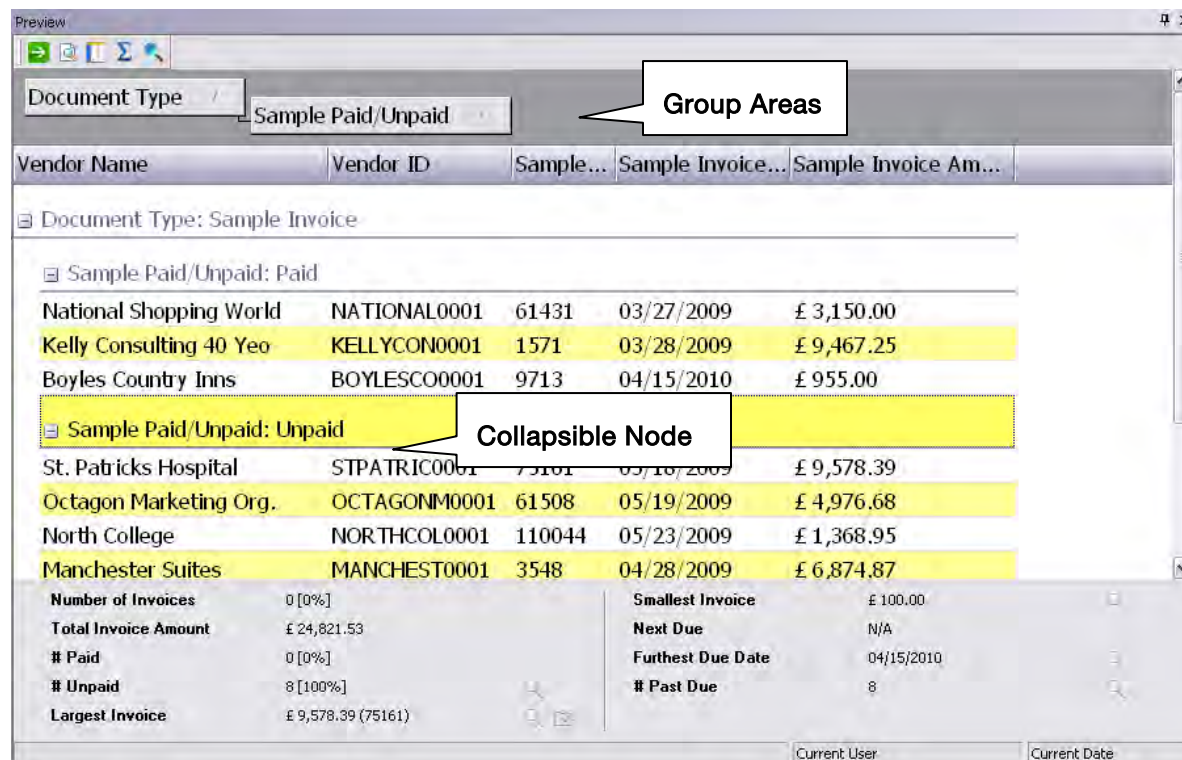 Preview
Document Type
Sample Paid/Unpaid
Group Areas
Vendor Name Vendor ID Sample... Sample Invoice... Sample Invoice Am...
Document Type: Sample Invoice
Sample Paid/Unpaid: Paid
National Shopping World NATIONAL0001 61431 03/27/2009 £ 3,150.00
Kelly Consulting 40 Yeo KELLYCON0001 1571 03/28/2009 £ 9,467.25
Boyles Country Inns BOYLESCO0001 9713 04/15/2010 £ 955.00
Sample Paid/Unpaid: Unpaid
Collapsible Node
St. Patricks Hospital STPATRIC0001 75161 05/18/2009 £ 9,578.39
Octagon Marketing Org. OCTAGONM0001 61508 05/19/2009 £ 4,976.68
North College NORTHCOL0001 110044 05/23/2009 £ 1,368.95
Manchester Suites MANCHEST0001 3548 04/28/2009 £ 6,874.87
Number of Invoices 0 [0%] Smallest Invoice £ 100.00
Total Invoice Amount £ 24,821.53 Next Due N/A
# Paid 0 [0%] Furthest Due Date 04/15/2010
# Unpaid 8 [100%] # Past Due 8
Largest Invoice £ 9,578.39 (75161)
Current User Current Date